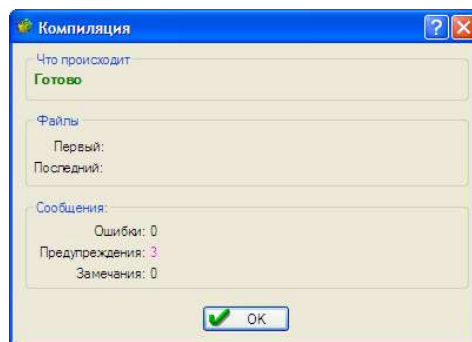 Компиляция
Что происходит
Готово
Файлы
Первый:
Последний:
Сообщения:
Ошибки: 0
Предупреждения: 3
Замечания: 0
OK